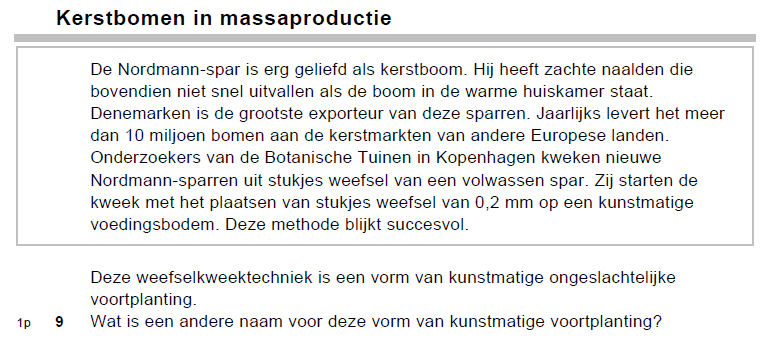 Kerstbomen in massaproductie
De Nordmann-spar is erg geliefd als kerstboom. Hij heeft zachte naalden die
bovendien niet snel uitvallen als de boom in de warme huiskamer staat.
Denemarken is de grootste exporteur van deze sparren. Jaarlijks levert het meer
dan 10 miljoen bomen aan de kerstmarkten van andere Europese landen.
Onderzoekers van de Botanische Tuinen in Kopenhagen kweken nieuwe
Nordmann-sparren uit stukjes weefsel van een volwassen spar. Zij starten de
kweek met het plaatsen van stukjes weefsel van 0,2 mm op een kunstmatige
voedingsbodem. Deze methode blijkt succesvol.
Deze weefselkweektechniek is een vorm van kunstmatige ongeslachtelijke
voortplanting.
1p 9 Wat is een andere naam voor deze vorm van kunstmatige voortplanting?